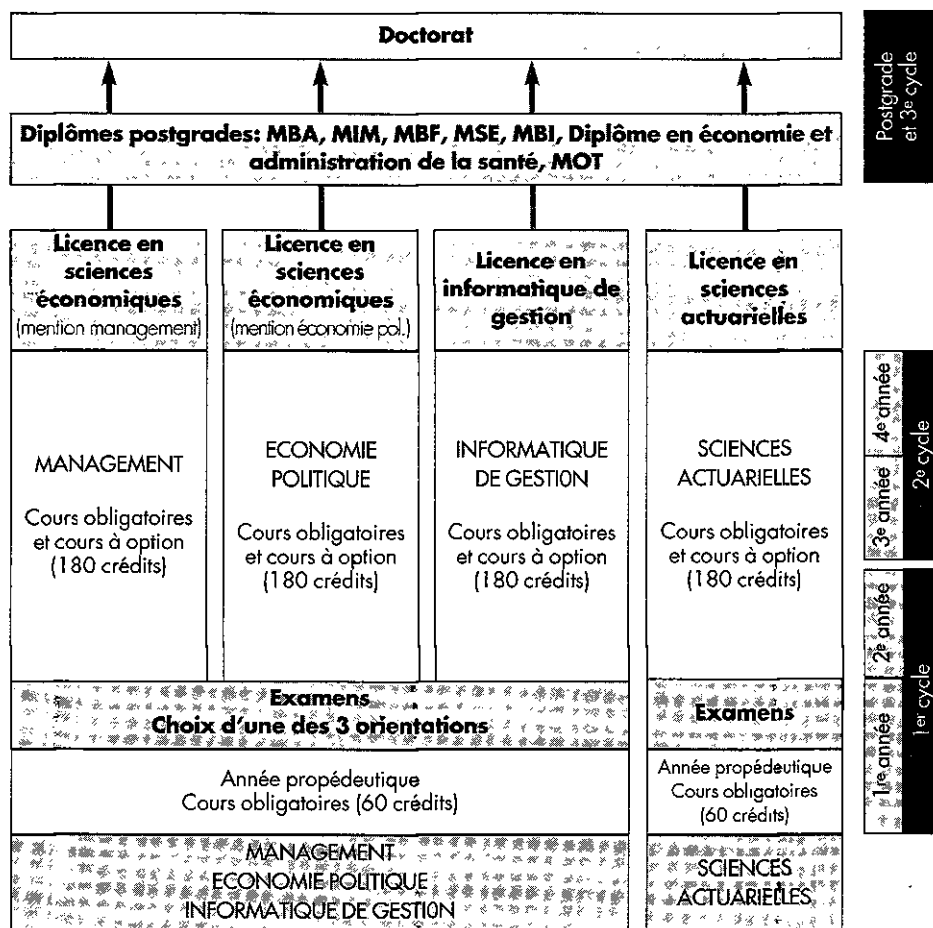 Doctorat
Diplômes postgrades: MBA, MIM, MBF, MSE, MBI, Diplôme en économie et
administration de la santé, MOT
Postgrade
et 3e cycle
Licence en
sciences
économiques
(mention management)
Licence en
sciences
économiques
(mention économie pol.)
Licence en
informatique de
gestion
Licence en
sciences
actuarielles
MANAGEMENT
Cours obligatoires
et cours à option
(180 crédits)
ECONOMIE
POLITIQUE
Cours obligatoires
et cours à option
(180 crédits)
INFORMATIQUE
DE GESTION
Cours obligatoires
et cours à option
(180 crédits)
SCIENCES
ACTUARIELLES
Cours obligatoires
et cours à option
(180 crédits)
4e année
3e année
2e cycle
2e année
1re année
1er cycle
Examens
Choix d'une des 3 orientations
Examens
Année propédeutique
Cours obligatoires (60 crédits)
Année propédeutique
Cours obligatoires
(60 crédits)
MANAGEMENT
ECONOMIE POLITIQUE
INFORMATIQUE DE GESTION
SCIENCES
ACTUARIELLES